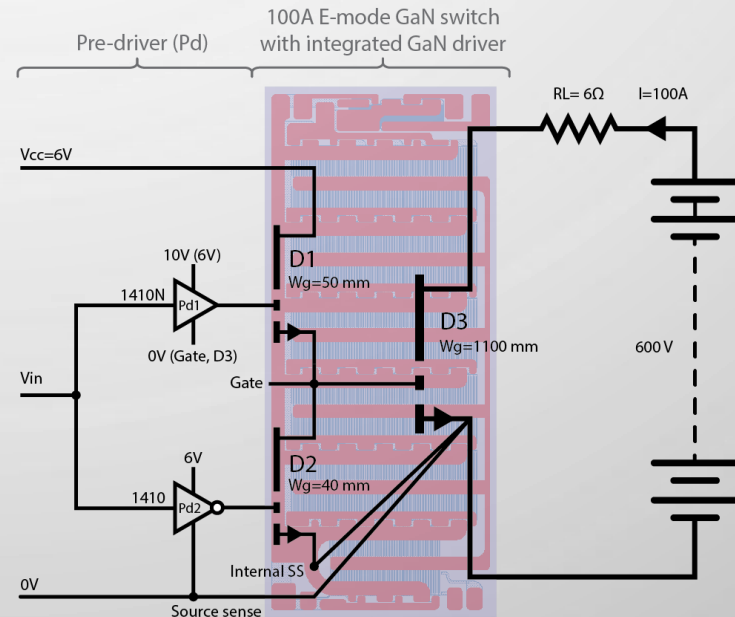 100A E-mode GaN switch
with integrated GaN driver
Pre-driver (Pd)
RL= 6Ω
I=100A
Vcc=6V
10V (6V)
D1
Wg=50 mm
1410N
Pd1
0V (Gate, D3)
D3
Wg=1100 mm
600 V
Vin
Gate
D2
Wg=40 mm
6V
1410
Pd2
Internal SS
0V
Source sense